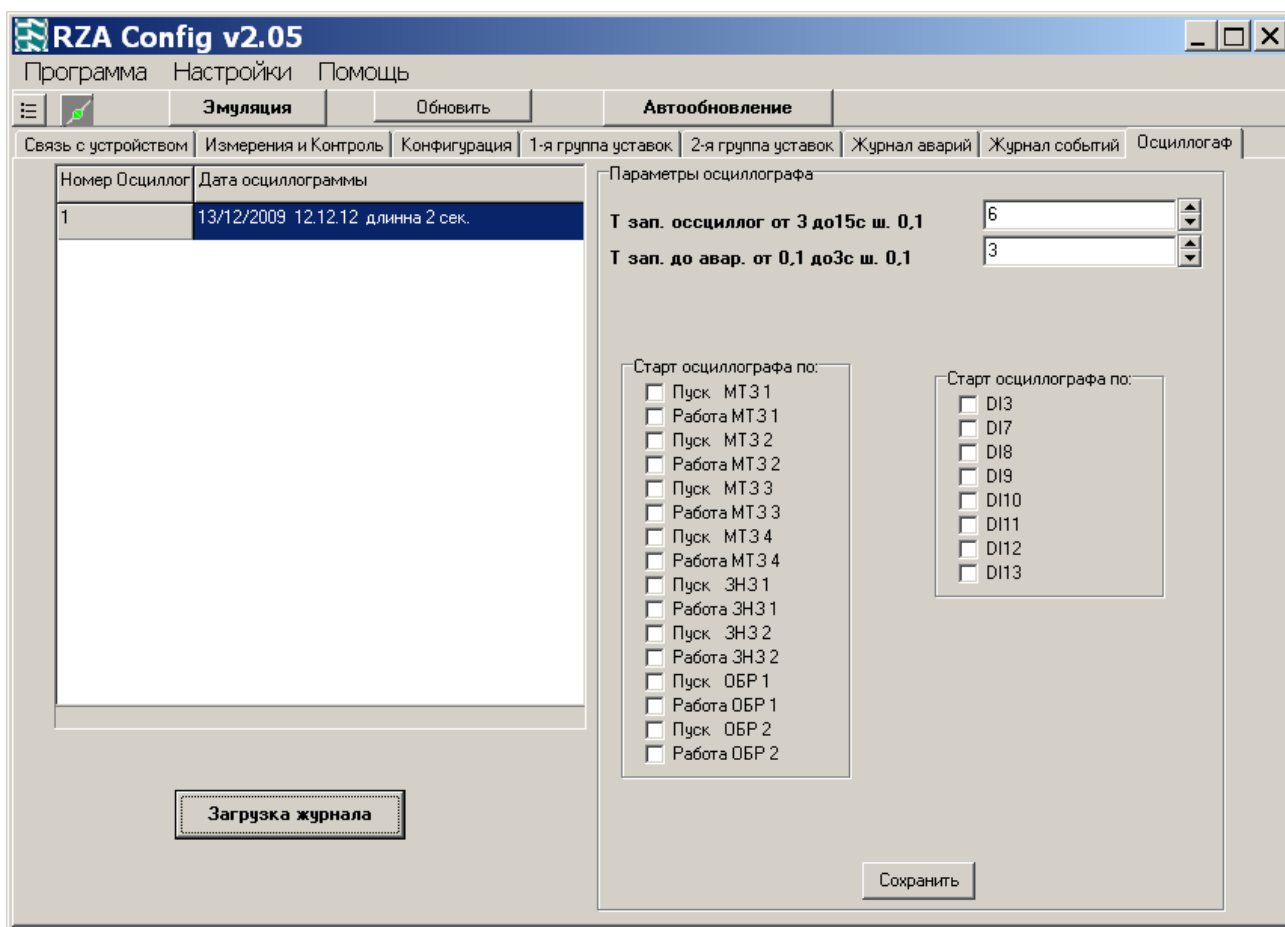 RZA Config v2.05
Программа Настройки Помощь
Эмуляция Обновить Автообновление
Связь с устройством Измерения и Контроль Конфигурация 1-я группа уставок 2-я группа уставок Журнал аварий Журнал событий Осциллогаф
Номер Осциллог Дата осциллограммы
1 13/12/2009 12.12.12 длинна 2 сек.
Загрузка журнала
Параметры осциллографа
Т зап. оссциллог от 3 до15с ш. 0,1 6
Т зап. до авар. от 0,1 до3с ш. 0,1 3
Старт осциллографа по:
Пуск МТЗ 1
Работа МТЗ 1
Пуск МТЗ 2
Работа МТЗ 2
Пуск МТЗ 3
Работа МТЗ 3
Пуск МТЗ 4
Работа МТЗ 4
Пуск ЗНЗ 1
Работа ЗНЗ 1
Пуск ЗНЗ 2
Работа ЗНЗ 2
Пуск ОБР 1
Работа ОБР 1
Пуск ОБР 2
Работа ОБР 2
Старт осциллографа по:
DI3
DI7
DI8
DI9
DI10
DI11
DI12
DI13
Сохранить